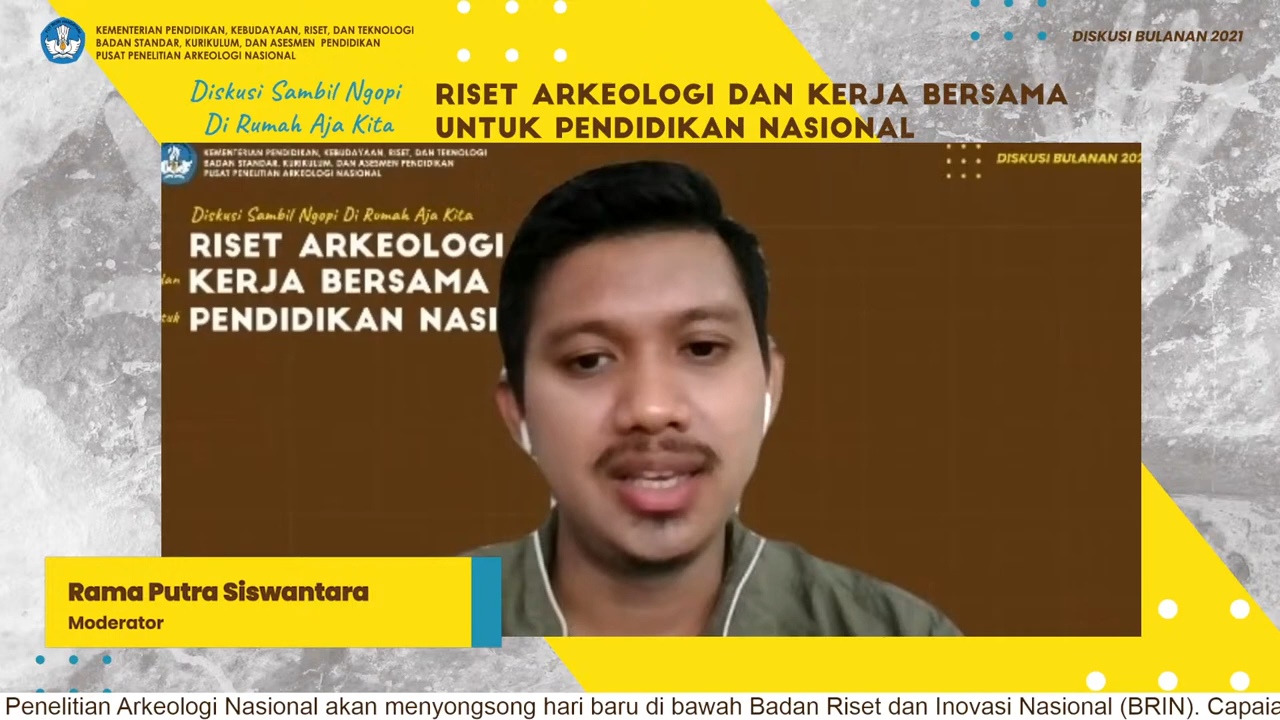 KEMENTERIAN PENDIDIKAN, KEBUDAYAAN, RISET, DAN TEKNOLOGI
BADAN STANDAR, KURIKULUM, DAN ASESMEN PENDIDIKAN
PUSAT PENELITIAN ARKEOLOGI NASIONAL
DISKUSI BULANAN 2021
Diskusi Sambil Ngopi
Di Rumah Aja Kita
RISET ARKEOLOGI DAN KERJA BERSAMA
UNTUK PENDIDIKAN NASIONAL
KEMENTERIAN PENDIDIKAN, KEBUDAYAAN, RISET, DAN TEKNOLOGI
BADAN STANDAR, KURIKULUM, DAN ASESMEN PENDIDIKAN
PUSAT PENELITIAN ARKEOLOGI NASIONAL
DISKUSI BULANAN 202
Diskusi Sambil Ngopi Di Rumah Aja Kita
RISET ARKEOLOGI
dan KERJA BERSAMA
tuk PENDIDIKAN NASI
Rama Putra Siswantara
Moderator
Penelitian Arkeologi Nasional akan menyongsong hari baru di bawah Badan Riset dan Inovasi Nasional (BRIN). Capaia